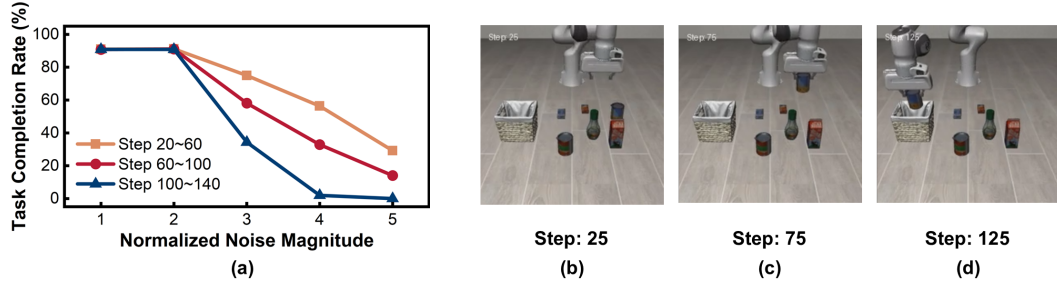 Task Completion Rate (%)
100
80
60
40
20
0
Step 20~60
Step 60~100
Step 100~140
1 2 3 4 5
Normalized Noise Magnitude
(a)
Step 25
Step: 25
(b)
Step 75
Step: 75
(c)
Step 125
Step: 125
(d)